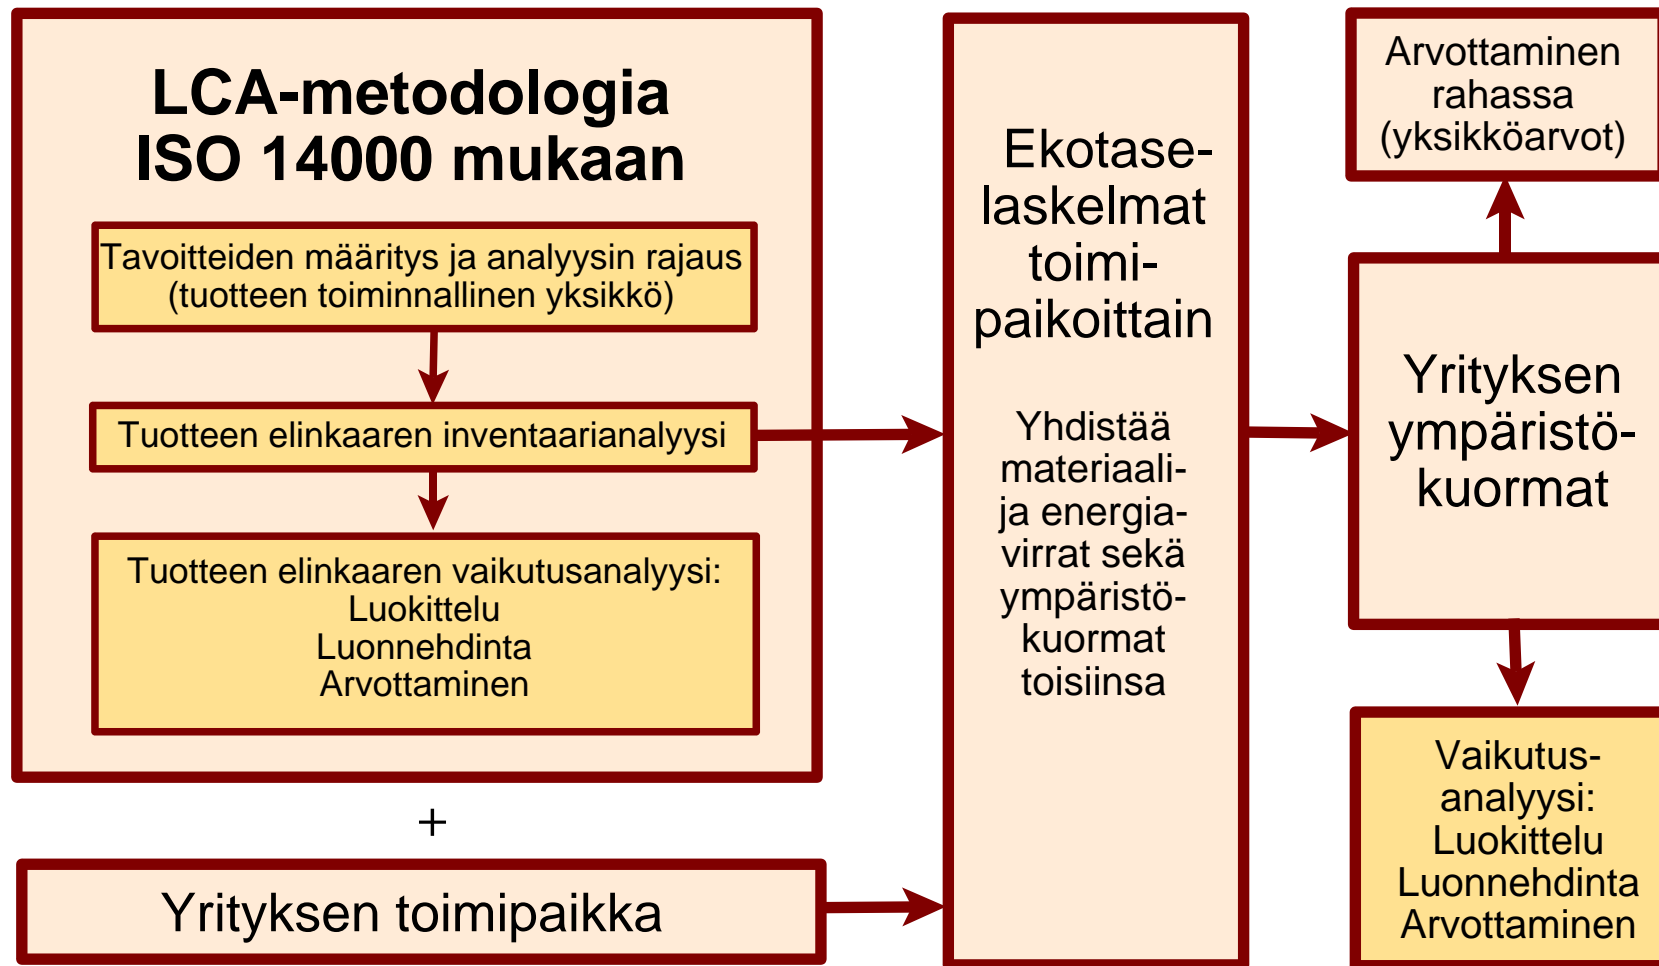 LCA-metodologia
ISO 14000 mukaan
Tavoitteiden määritys ja analyysin rajaus
(tuotteen toiminnallinen yksikkö)
Tuotteen elinkaaren inventaarianalyysi
Tuotteen elinkaaren vaikutusanalyysi:
Luokittelu
Luonnehdinta
Arvottaminen
+
Yrityksen toimipaikka
Ekotase-
laskelmat
toimi-
paikoittain
Yhdistää
materiaali-
ja energia-
virrat sekä
ympäristö-
kuormat
toisiinsa
Arvottaminen
rahassa
(yksikköarvot)
Yrityksen
ympäristö-
kuormat
Vaikutus-
analyysi:
Luokittelu
Luonnehdinta
Arvottaminen